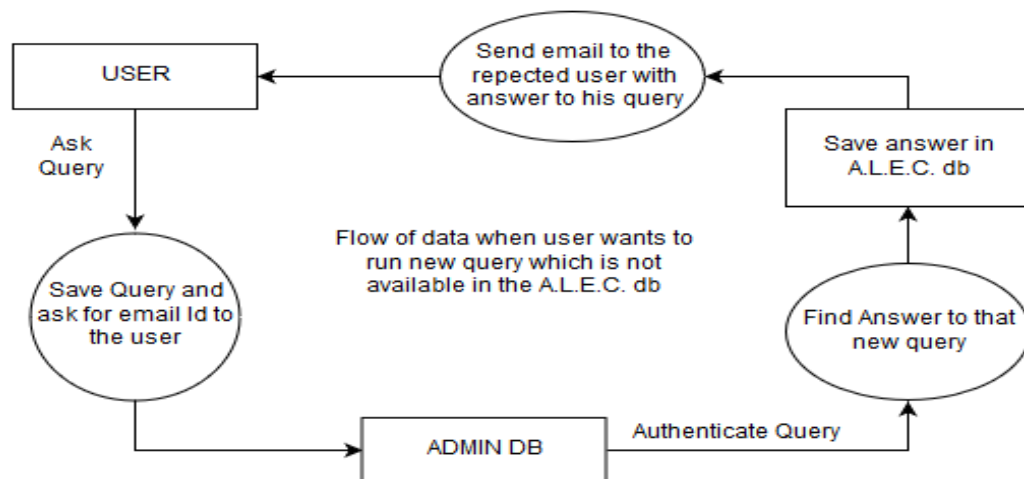 USER
Ask
Query
Save Query and
ask for email Id to
the user
ADMIN DB
Authenticate Query
Find Answer to that
new query
Save answer in
A.L.E.C. db
Send email to the
repected user with
answer to his query
Flow of data when user wants to
run new query which is not
available in the A.L.E.C. db